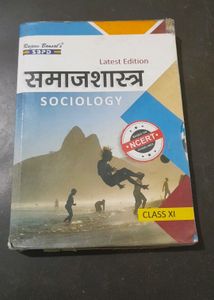 Rajeev Bansal's
SBPD
Latest Edition
समाजशास्त्र
SOCIOLOGY
NCERT
CLASS XI